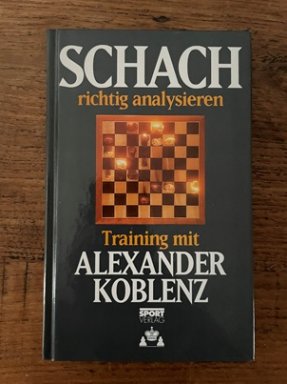 SCHACH
richtig analysieren
Training mit
ALEXANDER
KOBLENZ
SPORT
VERLAG